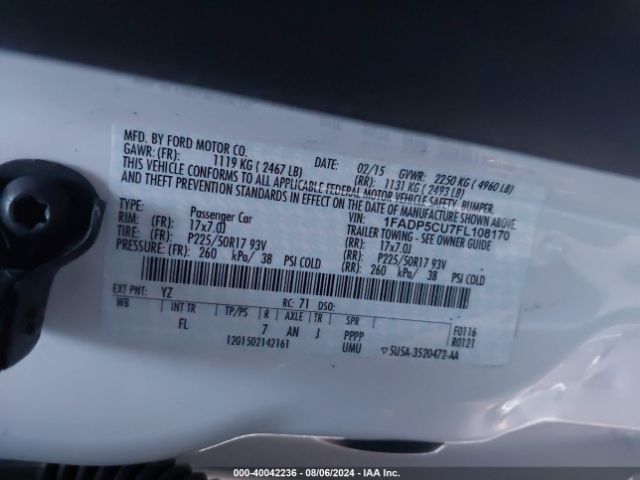 MFD. BY FORD MOTOR CO.
DATE: 02/15 GVWR: 2250 KG ( 4960 LB)
GAWR: (FR): 1119 KG ( 2467 LB) (RR): 1131 KG ( 2493 LB)
THIS VEHICLE CONFORMS TO ALL APPLICABLE FEDERAL MOTOR VEHICLE SAFETY, BUMPER,
AND THEFT PREVENTION STANDARDS IN EFFECT ON THE DATE OF MANUFACTURE SHOWN ABOVE.
VIN: 1FADP5CU7FL108170
TYPE: Passenger Car TRAILER TOWING - SEE OWNER GUIDE
RIM: (FR): 17x7.0J (RR): 17x7.0J
TIRE: (FR): P225/50R17 93V (RR): P225/50R17 93V
PRESSURE: (FR): 260 kPa/ 38 PSI COLD (RR): 260 kPa/ 38 PSI COLD
EXT PNT: YZ RC: 71 DSO:
WB INT TR TP/PS R AXLE TR SPR
FL 7 AN J PPPP
UMU
F0116
R0121
1201502142161
▽5U5A-3520472-AA
000-40042236 - 08/06/2024 - IAA Inc.